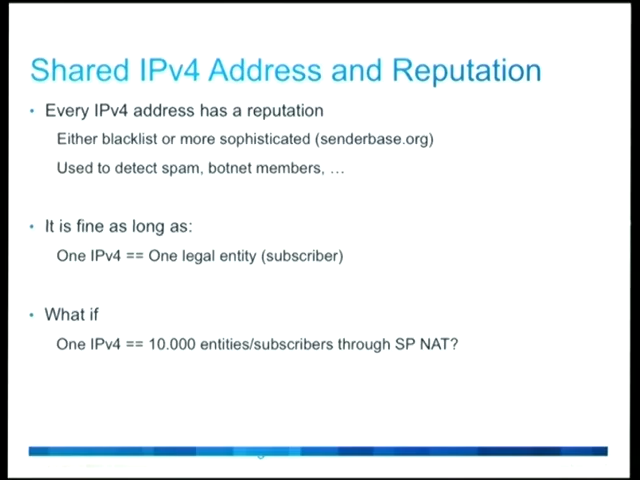 Shared IPv4 Address and Reputation
• Every IPv4 address has a reputation
Either blacklist or more sophisticated (senderbase.org)
Used to detect spam, botnet members, …
• It is fine as long as:
One IPv4 == One legal entity (subscriber)
• What if
One IPv4 == 10.000 entities/subscribers through SP NAT?